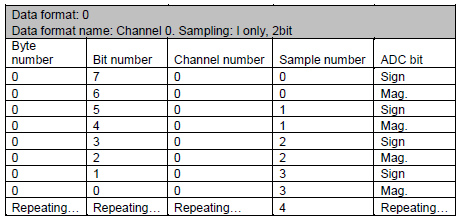 Data format: 0
Data format name: Channel 0. Sampling: I only, 2bit
Byte number Bit number Channel number Sample number ADC bit
0 7 0 0 Sign
0 6 0 0 Mag.
0 5 0 1 Sign
0 4 0 1 Mag.
0 3 0 2 Sign
0 2 0 2 Mag.
0 1 0 3 Sign
0 0 0 3 Mag.
Repeating… Repeating… Repeating… 4 Repeating…